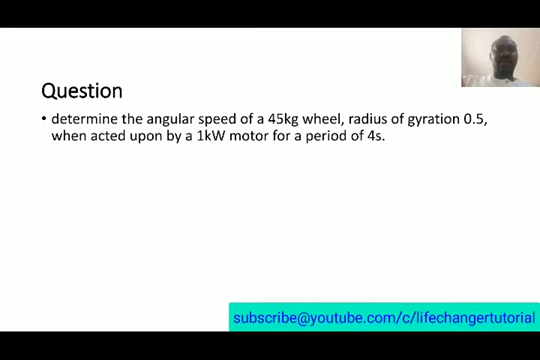 Question
• determine the angular speed of a 45kg wheel, radius of gyration 0.5,
when acted upon by a 1kW motor for a period of 4s.
subscribe@youtube.com/c/lifechangertutorial